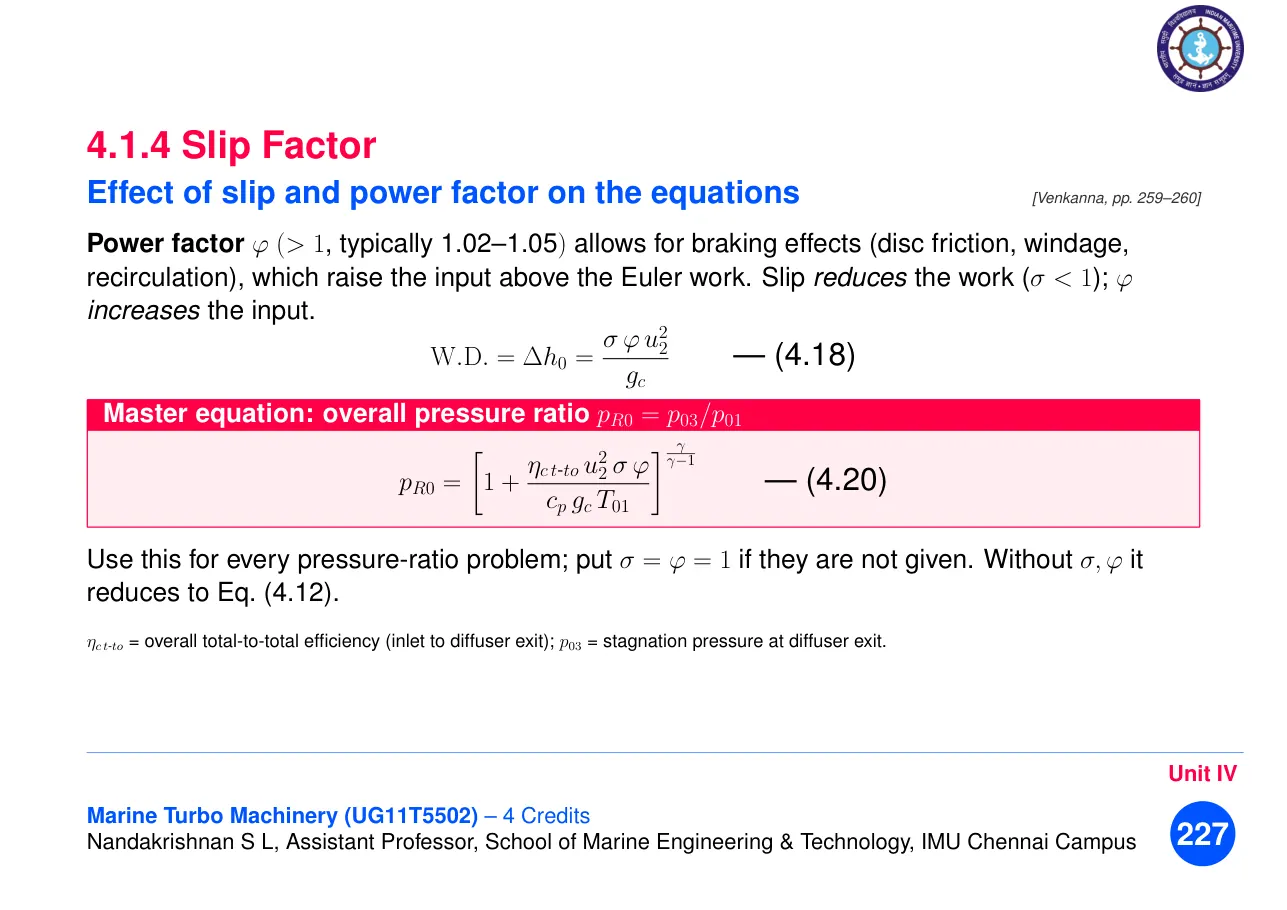 4.1.4 Slip Factor
Effect of slip and power factor on the equations
[Venkanna, pp. 259–260]
Power factor φ (> 1, typically 1.02–1.05) allows for braking effects (disc friction, windage,
recirculation), which raise the input above the Euler work. Slip reduces the work (σ < 1); φ
increases the input.
W.D. = Δh₀ = σ φ u₂² / g_c — (4.18)
Master equation: overall pressure ratio p_R0 = p₀₃/p₀₁
p_R0 = [1 + η_c t-to u₂² σ φ / c_p g_c T₀₁]^(γ/(γ−1)) — (4.20)
Use this for every pressure-ratio problem; put σ = φ = 1 if they are not given. Without σ, φ it
reduces to Eq. (4.12).
η_c t-to = overall total-to-total efficiency (inlet to diffuser exit); p₀₃ = stagnation pressure at diffuser exit.
Unit IV
Marine Turbo Machinery (UG11T5502) – 4 Credits
Nandakrishnan S L, Assistant Professor, School of Marine Engineering & Technology, IMU Chennai Campus
227
INDIAN MARITIME UNIVERSITY